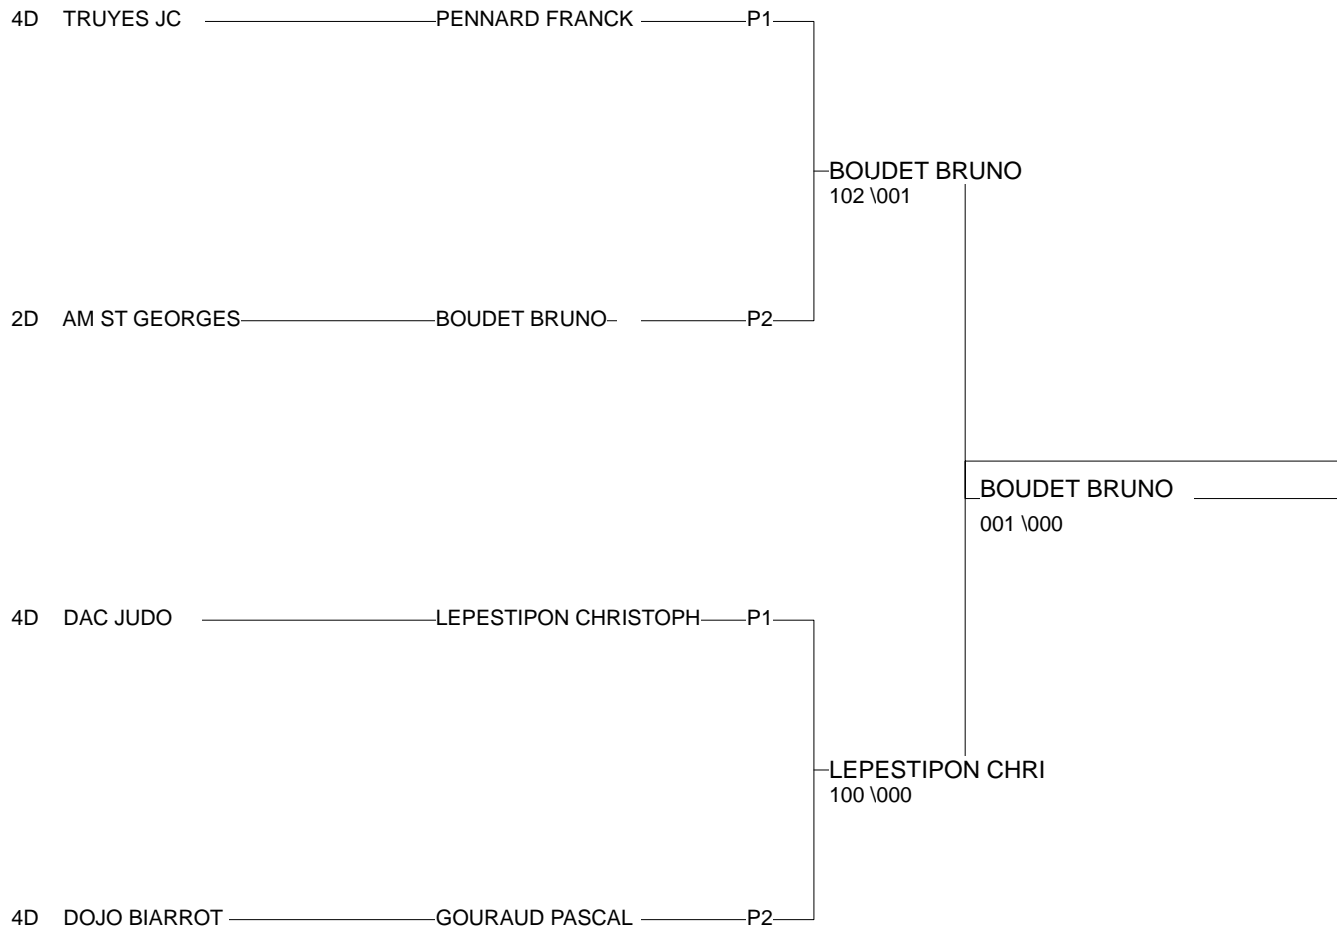 4D TRUYES JC PENNARD FRANCK P1
BOUDET BRUNO
102 \001
2D AM ST GEORGES BOUDET BRUNO P2
BOUDET BRUNO
001 \000
4D DAC JUDO LEPESTIPON CHRISTOPH P1
LEPESTIPON CHRI
100 \000
4D DOJO BIARROT GOURAUD PASCAL P2